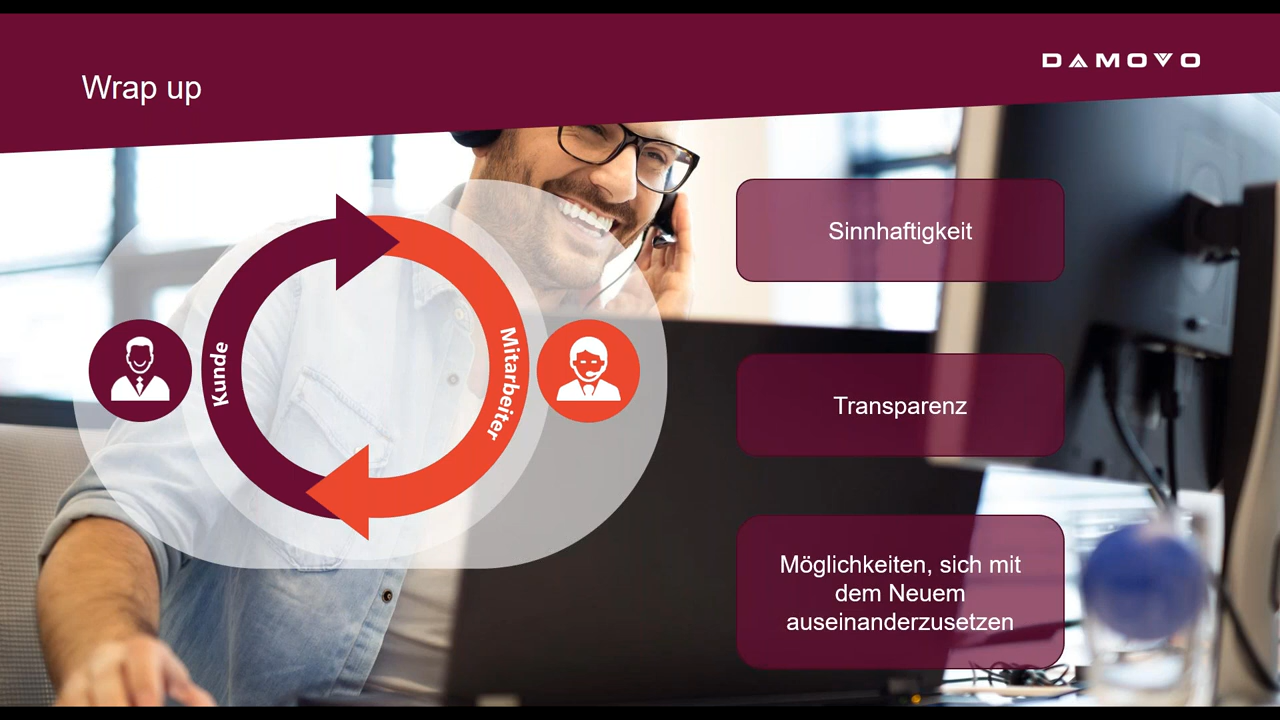 Wrap up
DAMOVO
Kunde
Mitarbeiter
Sinnhaftigkeit
Transparenz
Möglichkeiten, sich mit
dem Neuem
auseinanderzusetzen